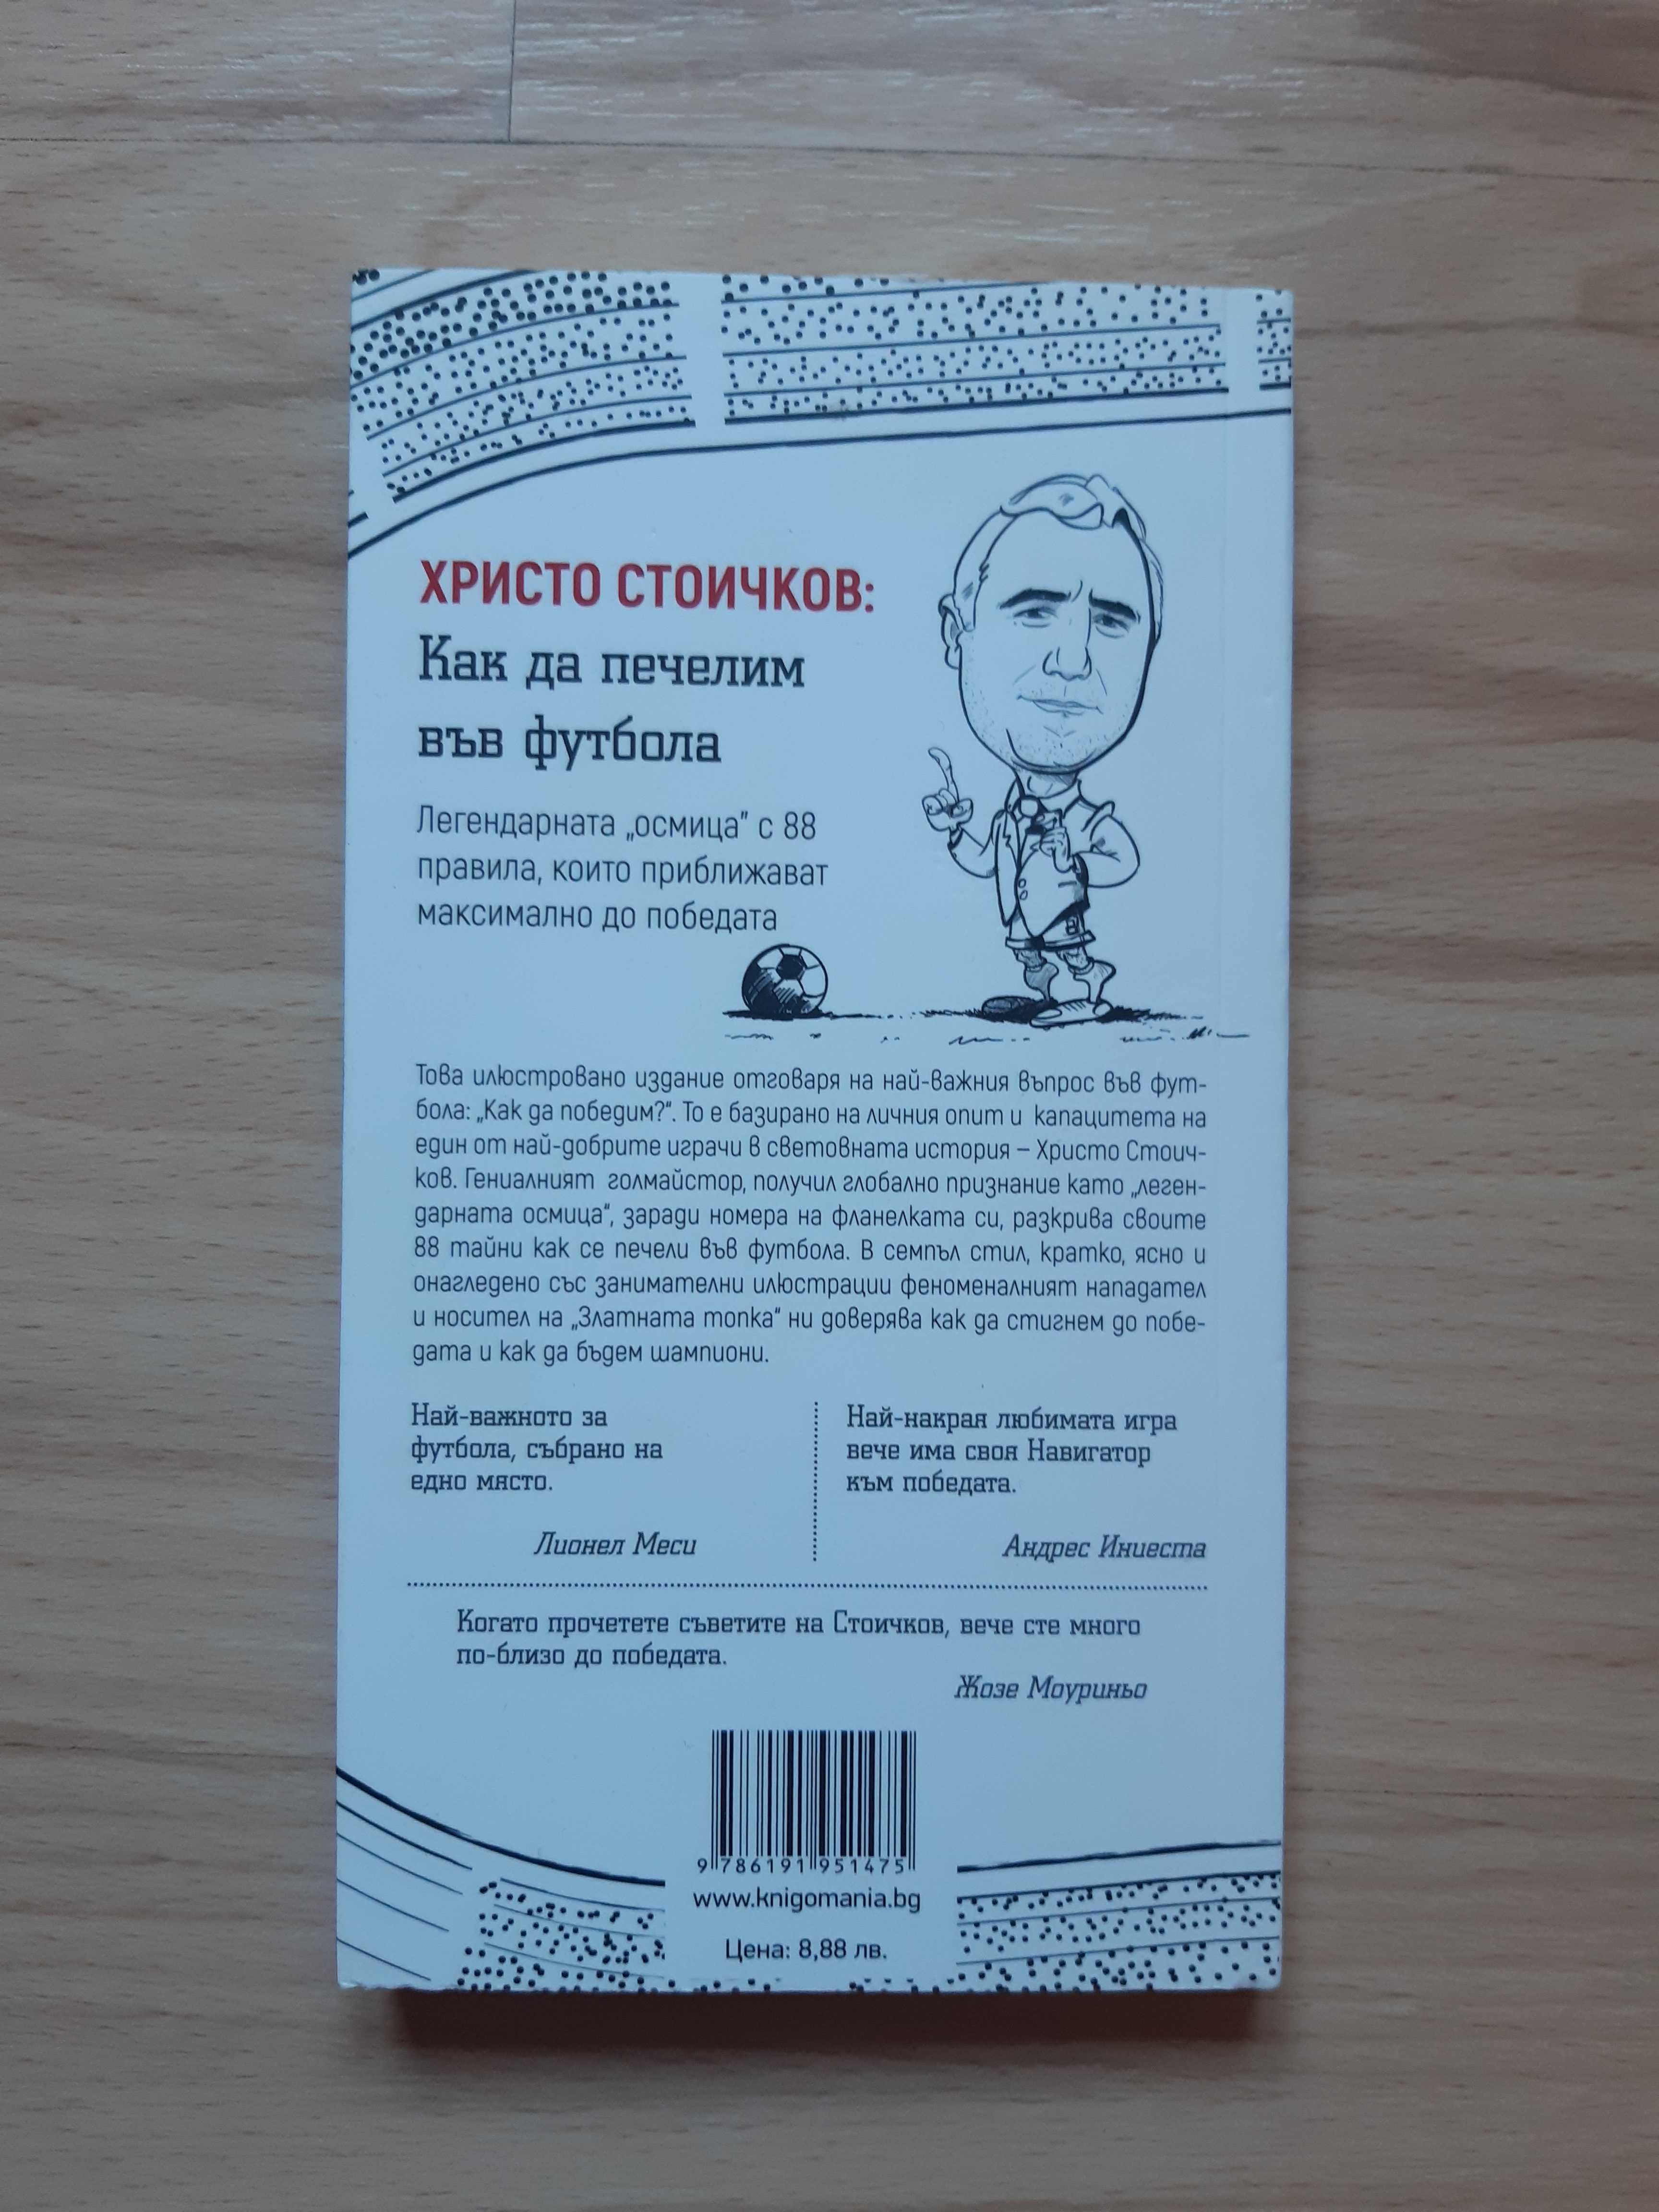 ХРИСТО СТОИЧКОВ:
Как да печелим
във футбола
Легендарната „осмица” с 88
правила, които приближават
максимално до победата
Това илюстровано издание отговаря на най-важния въпрос във фут-
бола: „Как да победим?“. То е базирано на личния опит и капацитета на
един от най-добрите играчи в световната история – Христо Стоич-
ков. Гениалният голмайстор, получил глобално признание като „леген-
дарната осмица“, заради номера на фланелката си, разкрива своите
88 тайни как се печели във футбола. В семпъл стил, кратко, ясно и
онагледено със занимателни илюстрации феноменалният нападател
и носител на „Златната топка“ ни доверява как да стигнем до побе-
дата и как да бъдем шампиони.
Най-важното за
футбола, събрано на
едно място.
Лионел Меси
Най-накрая любимата игра
вече има своя Навигатор
към победата.
Андрес Иниеста
Когато прочетете съветите на Стоичков, вече сте много
по-близо до победата.
Жозе Моуриньо
9 786191 951475
www.knigomania.bg
Цена: 8,88 лв.